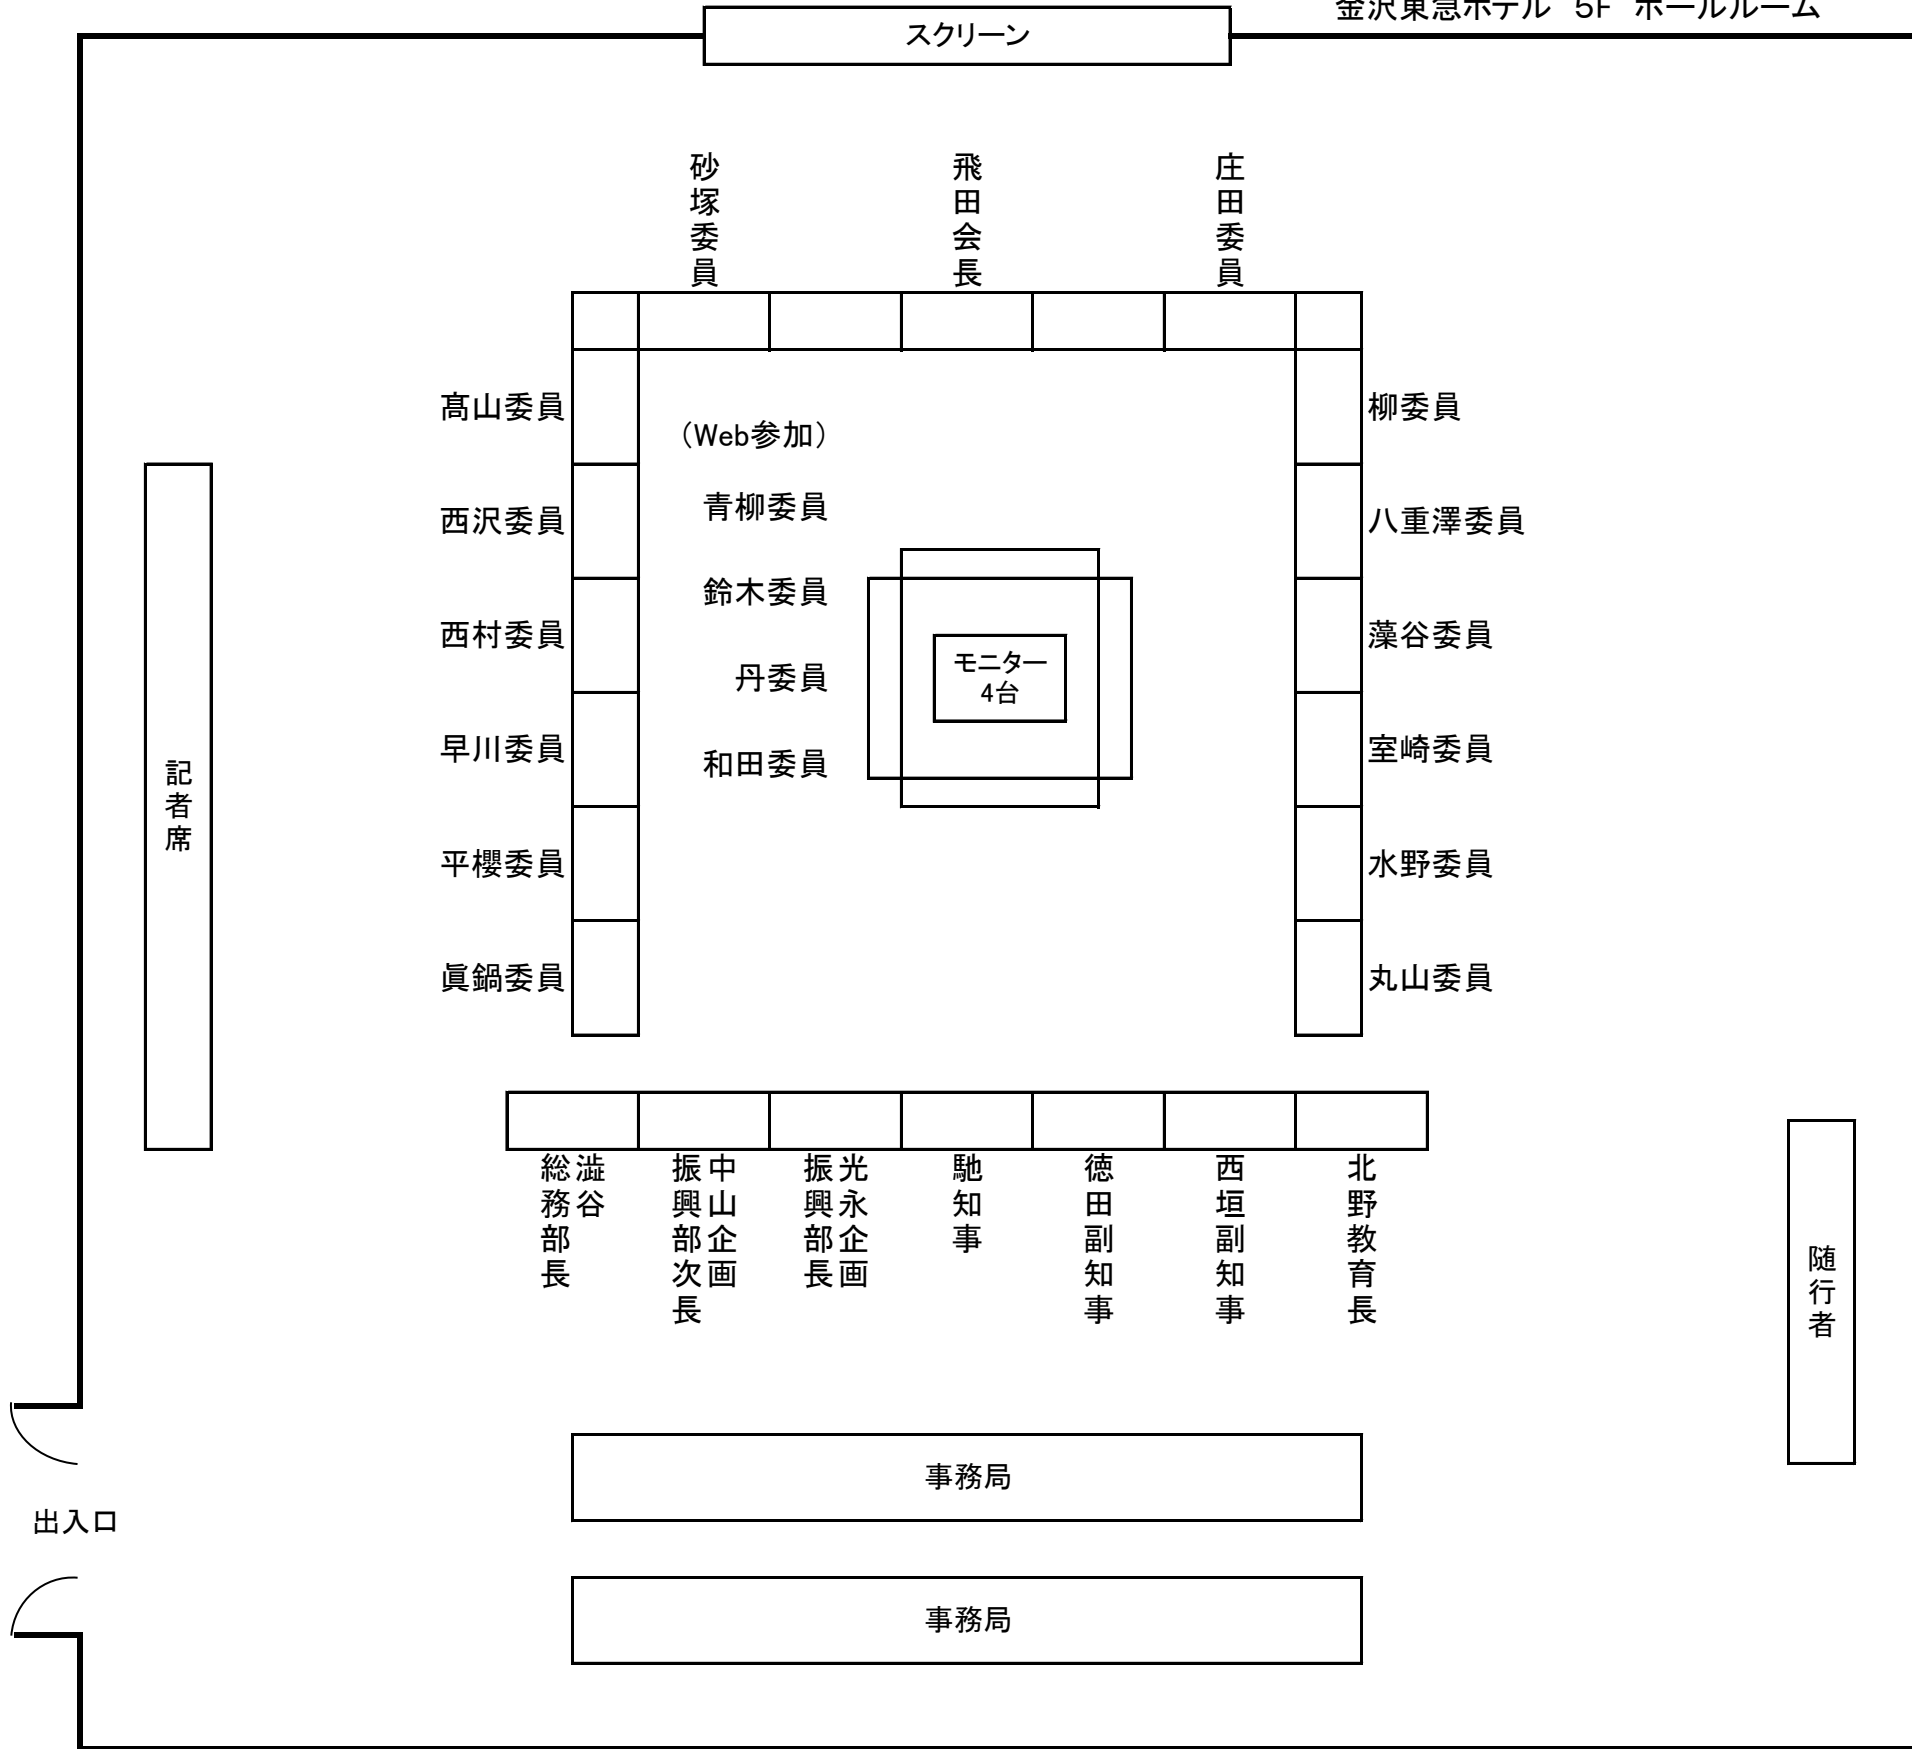 金沢東急ホテル 5F ボールルーム
スクリーン
砂塚委員
飛田会長
庄田委員
髙山委員
柳委員
（Web参加）
青柳委員
西沢委員
八重澤委員
鈴木委員
西村委員
藻谷委員
モニター
4台
丹委員
早川委員
室崎委員
和田委員
記者席
平櫻委員
水野委員
眞鍋委員
丸山委員
澁谷
総務部長
中山企画
振興部次長
光永企画
振興部長
馳知事
徳田副知事
西垣副知事
北野教育長
随行者
事務局
出入口
事務局